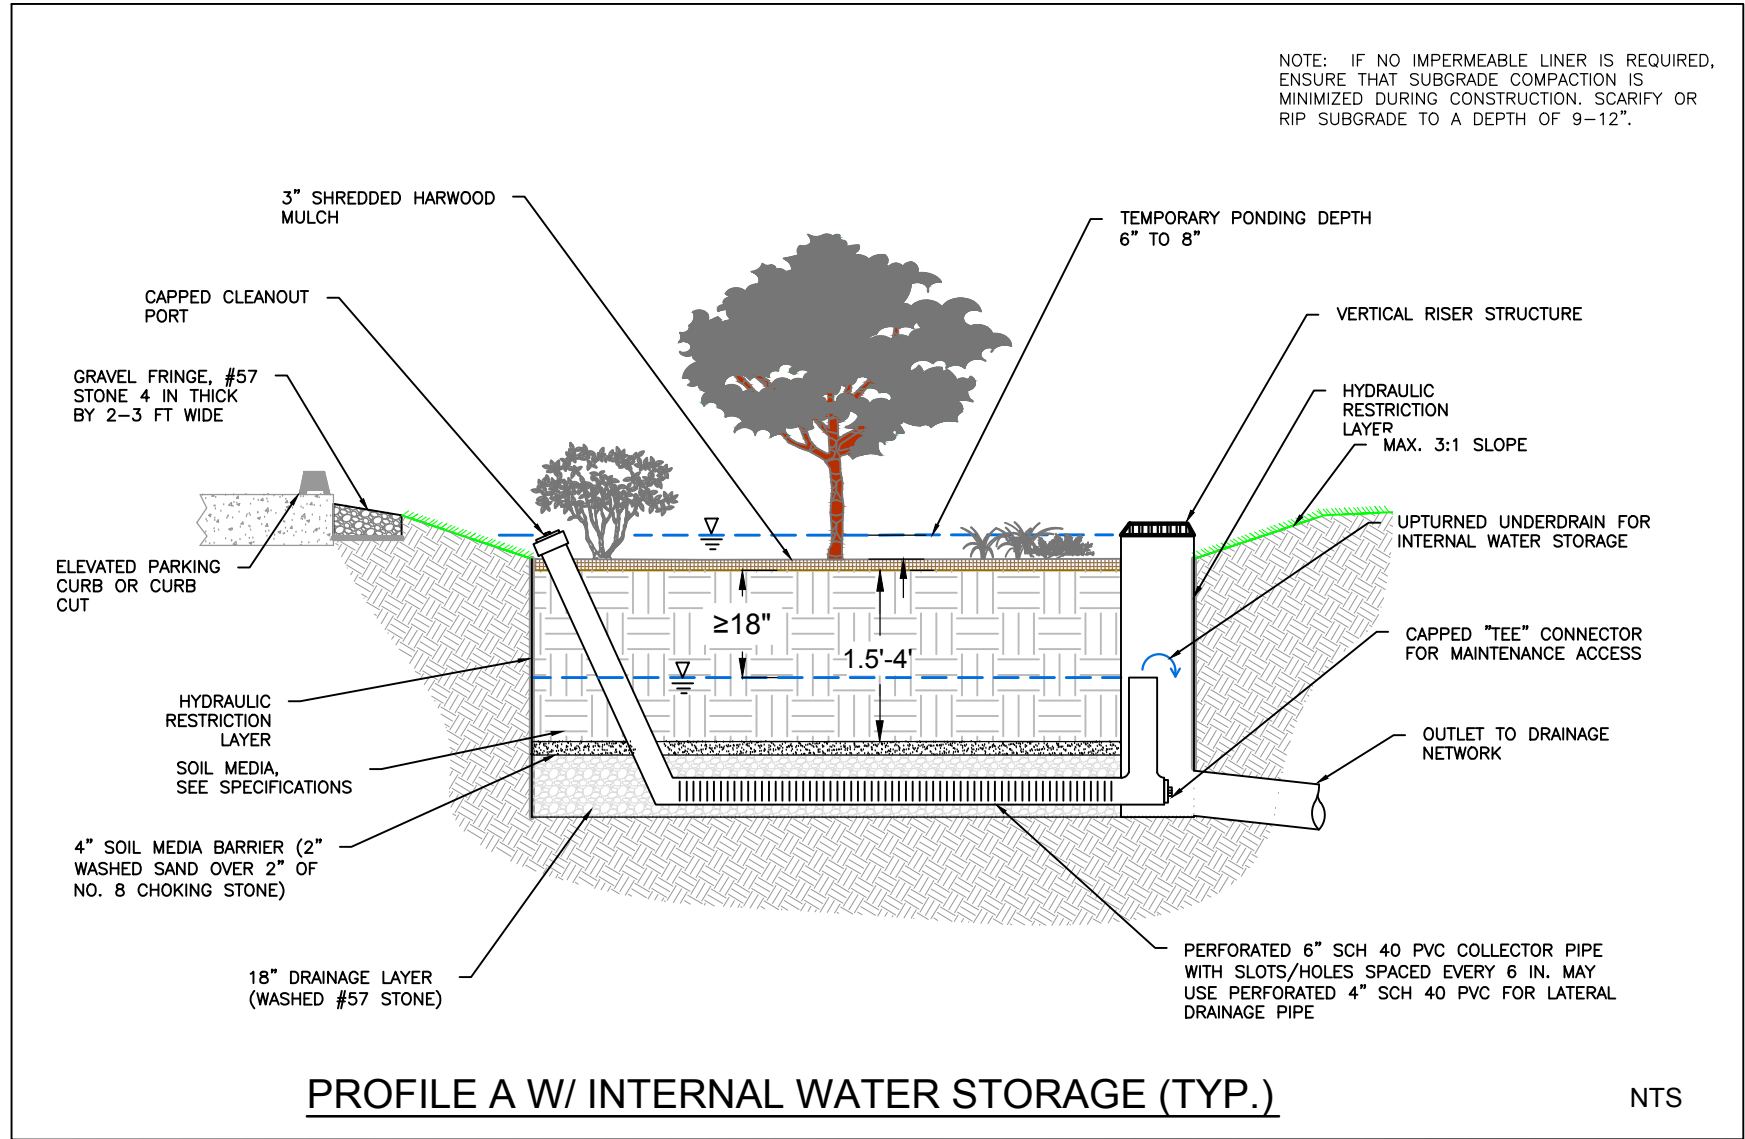 NOTE: IF NO IMPERMEABLE LINER IS REQUIRED,
ENSURE THAT SUBGRADE COMPACTION IS
MINIMIZED DURING CONSTRUCTION. SCARIFY OR
RIP SUBGRADE TO A DEPTH OF 9-12".
3" SHREDDED HARWOOD
MULCH
TEMPORARY PONDING DEPTH
6" TO 8"
CAPPED CLEANOUT
PORT
VERTICAL RISER STRUCTURE
GRAVEL FRINGE, #57
STONE 4 IN THICK
BY 2-3 FT WIDE
HYDRAULIC
RESTRICTION
LAYER
MAX. 3:1 SLOPE
UPTURNED UNDERDRAIN FOR
INTERNAL WATER STORAGE
ELEVATED PARKING
CURB OR CURB
CUT
≥18"
1.5'-4'
CAPPED "TEE" CONNECTOR
FOR MAINTENANCE ACCESS
HYDRAULIC
RESTRICTION
LAYER
OUTLET TO DRAINAGE
NETWORK
SOIL MEDIA,
SEE SPECIFICATIONS
4" SOIL MEDIA BARRIER (2"
WASHED SAND OVER 2" OF
NO. 8 CHOKING STONE)
18" DRAINAGE LAYER
(WASHED #57 STONE)
PERFORATED 6" SCH 40 PVC COLLECTOR PIPE
WITH SLOTS/HOLES SPACED EVERY 6 IN. MAY
USE PERFORATED 4" SCH 40 PVC FOR LATERAL
DRAINAGE PIPE
PROFILE A W/ INTERNAL WATER STORAGE (TYP.)
NTS